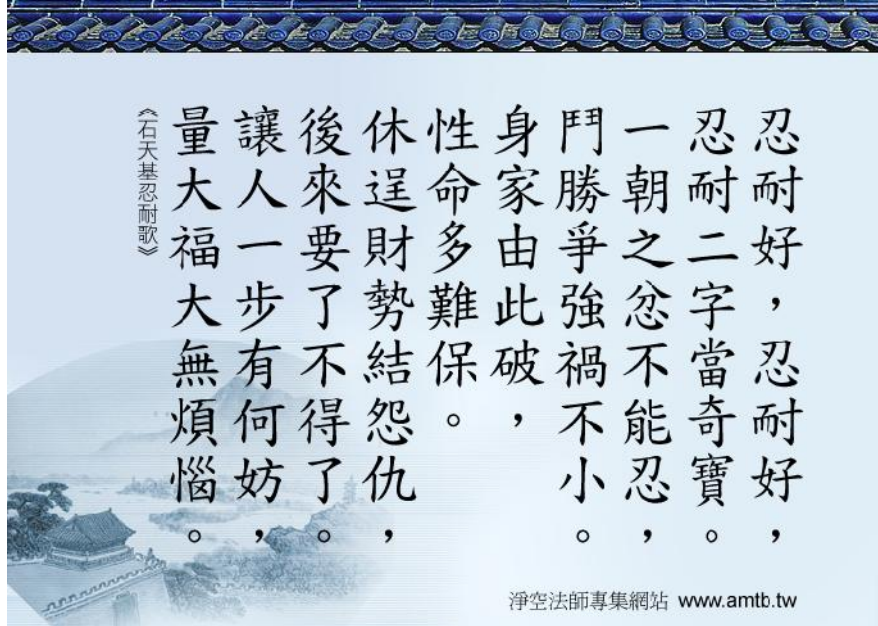 忍耐好，忍耐好，
忍耐二字當奇寶。
一朝之忿不能忍，
鬥勝爭強禍不小。
身家由此破，
性命多難保。
休逞財勢結怨仇，
後來要了不得了。
讓人一步有何妨，
量大福大無煩惱。
《石天基忍耐歌》
淨空法師專集網站 www.amtb.tw